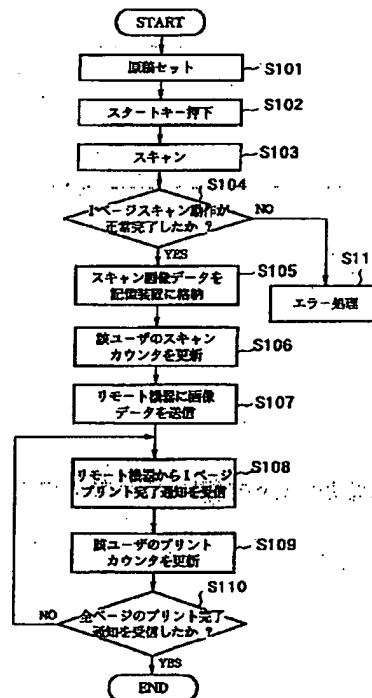 START
原稿セット
S101
スタートキー押下
S102
スキャン
S103
S104
1ページスキャン動作が
正常完了したか？
NO
YES
スキャン画像データを
記憶装置に格納
S105
S11
エラー処理
該ユーザのスキャン
カウンタを更新
S106
リモート機器に画像
データを送信
S107
リモート機器から1ページ
プリント完了通知を受信
S108
該ユーザのプリント
カウンタを更新
S109
S110
全ページのプリント完了
通知を受信したか？
NO
YES
END